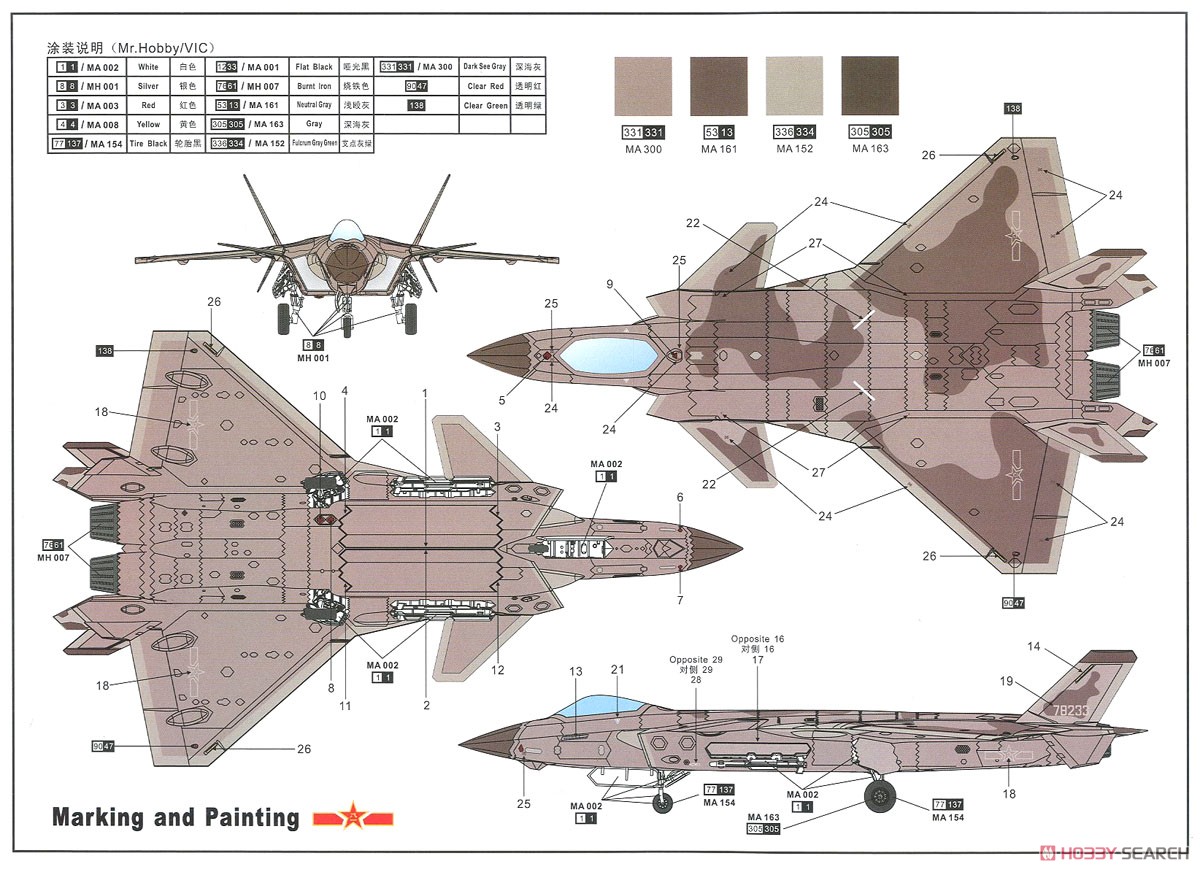 涂装说明（Mr.Hobby/VIC）
1 1 / MA 002 White 白色 12 33 / MA 001 Flat Black 哑光黑 331 331 / MA 300 Dark See Gray 深海灰
8 8 / MH 001 Silver 银色 76 61 / MH 007 Burnt Iron 烧铁色 90 47 Clear Red 透明红
3 3 / MA 003 Red 红色 53 13 / MA 161 Neutral Gray 浅殴灰 138 Clear Green 透明绿
4 4 / MA 008 Yellow 黄色 305 305 / MA 163 Gray 深海灰
77 137 / MA 154 Tire Black 轮胎黑 336 334 / MA 152 Fulcrum Gray Green 支点灰绿
331 331
MA 300
53 13
MA 161
336 334
MA 152
305 305
MA 163
138
26
24
24
22
27
25
9
25
5
24
24
22
27
24
24
26
90 47
76 61
MH 007
8 8
MH 001
26
138
18
10
4
MA 002
1 1
1
3
MA 002
1 1
6
7
76 61
MH 007
18
8
11
MA 002
1 1
2
12
90 47
26
Opposite 16
对侧 16
17
Opposite 29
对侧 29
28
13
21
14
19
78233
25
MA 002
1 1
77 137
MA 154
MA 002
1 1
MA 163
305 305
77 137
MA 154
18
Marking and Painting
HOBBY-SEARCH